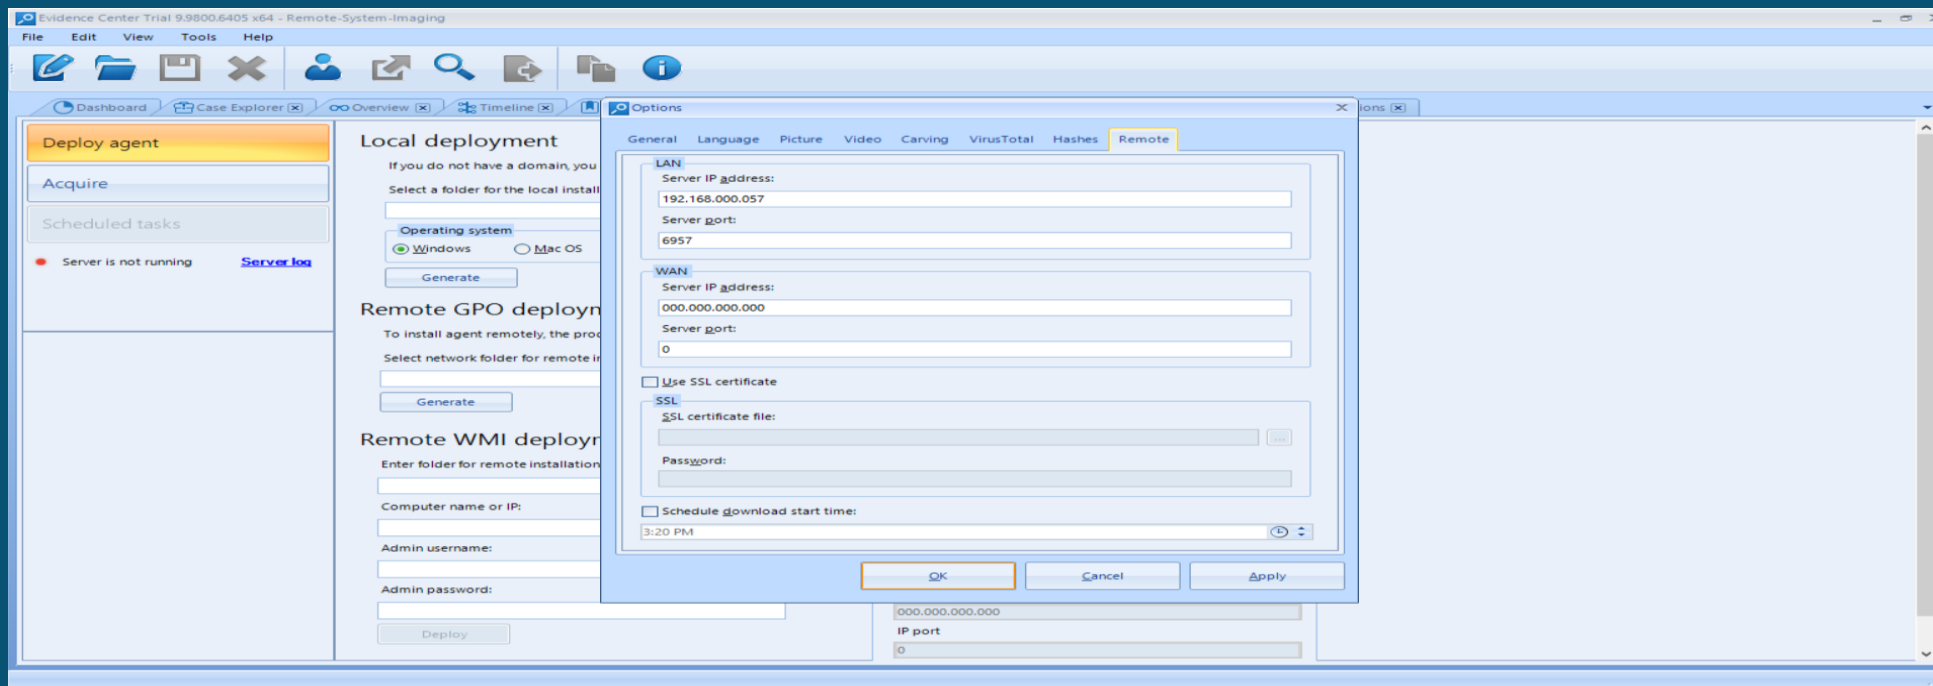 Evidence Center Trial 9.9800.6405 x64 - Remote-System-Imaging
File Edit View Tools Help
Dashboard Case Explorer Overview Timeline
Deploy agent
Acquire
Scheduled tasks
Server is not running Server log
Local deployment
If you do not have a domain, you
Select a folder for the local install
Operating system
Windows Mac OS
Generate
Remote GPO deployn
To install agent remotely, the proc
Select network folder for remote ir
Generate
Remote WMI deployr
Enter folder for remote installation
Computer name or IP:
Admin username:
Admin password:
Deploy
Options
ions
General Language Picture Video Carving VirusTotal Hashes Remote
LAN
Server IP address:
192.168.000.057
Server port:
6957
WAN
Server IP address:
000.000.000.000
Server port:
0
Use SSL certificate
SSL
SSL certificate file:
...
Password:
Schedule download start time:
3:20 PM
OK Cancel Apply
000.000.000.000
IP port
0